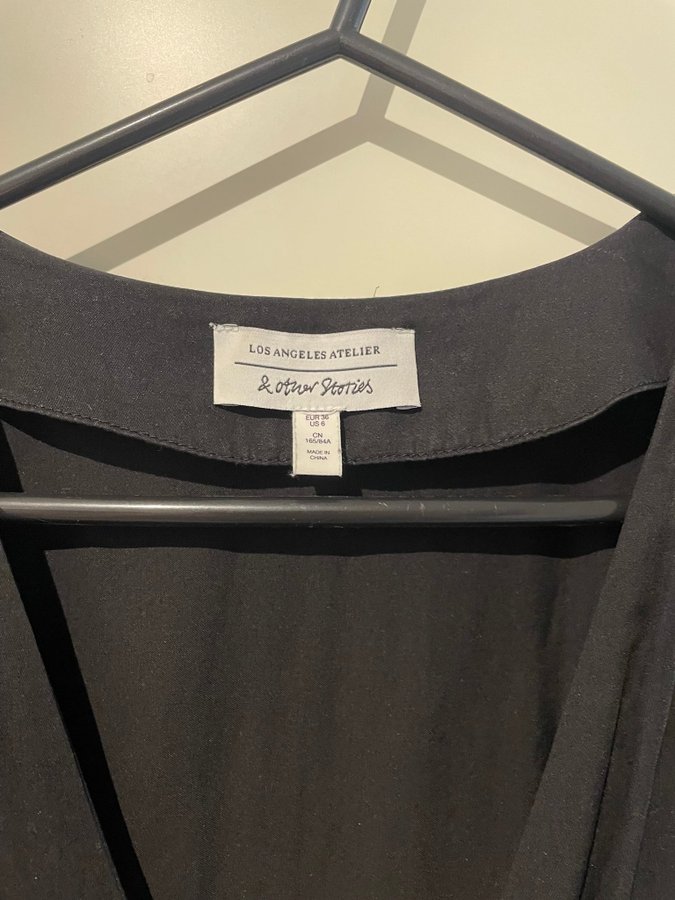 LOS ANGELES ATELIER
& Other Stories
EUR 36
US 6
CN
165/84A
MADE IN
CHINA